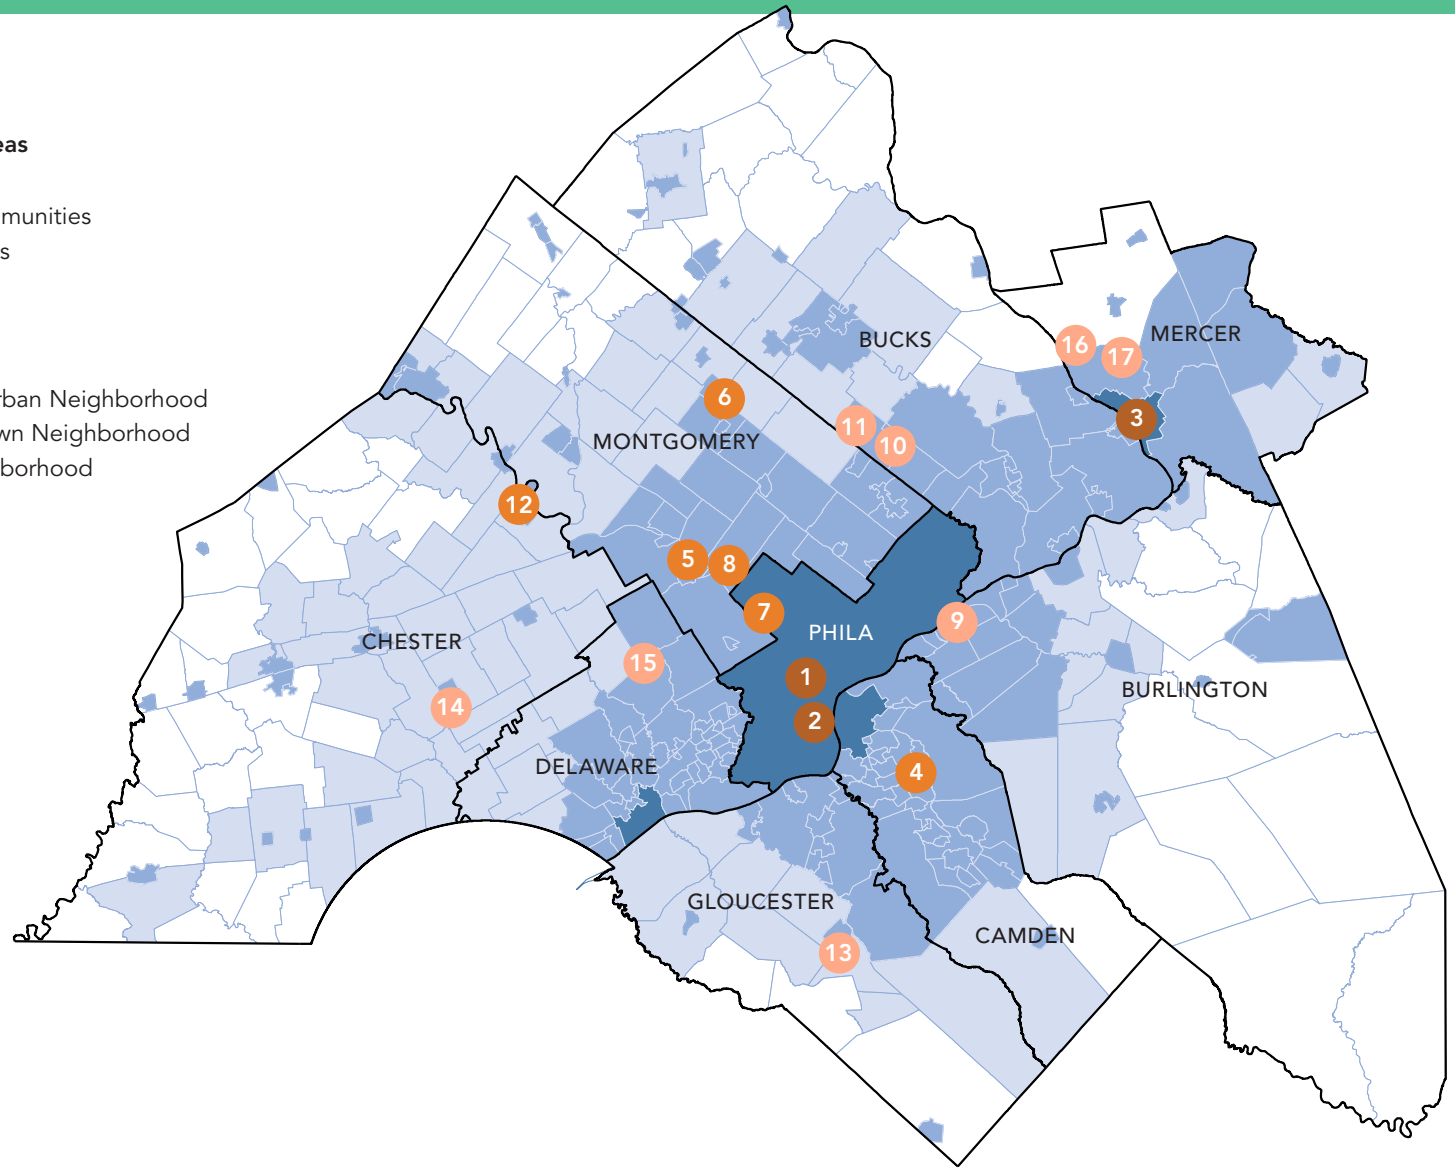 eas
munities
s
rban Neighborhood
wn Neighborhood
borhood
BUCKS
MERCER
16
17
6
3
11
10
MONTGOMERY
12
5
8
7
9
PHILA
CHESTER
15
1
BURLINGTON
14
2
DELAWARE
4
GLOUCESTER
CAMDEN
13